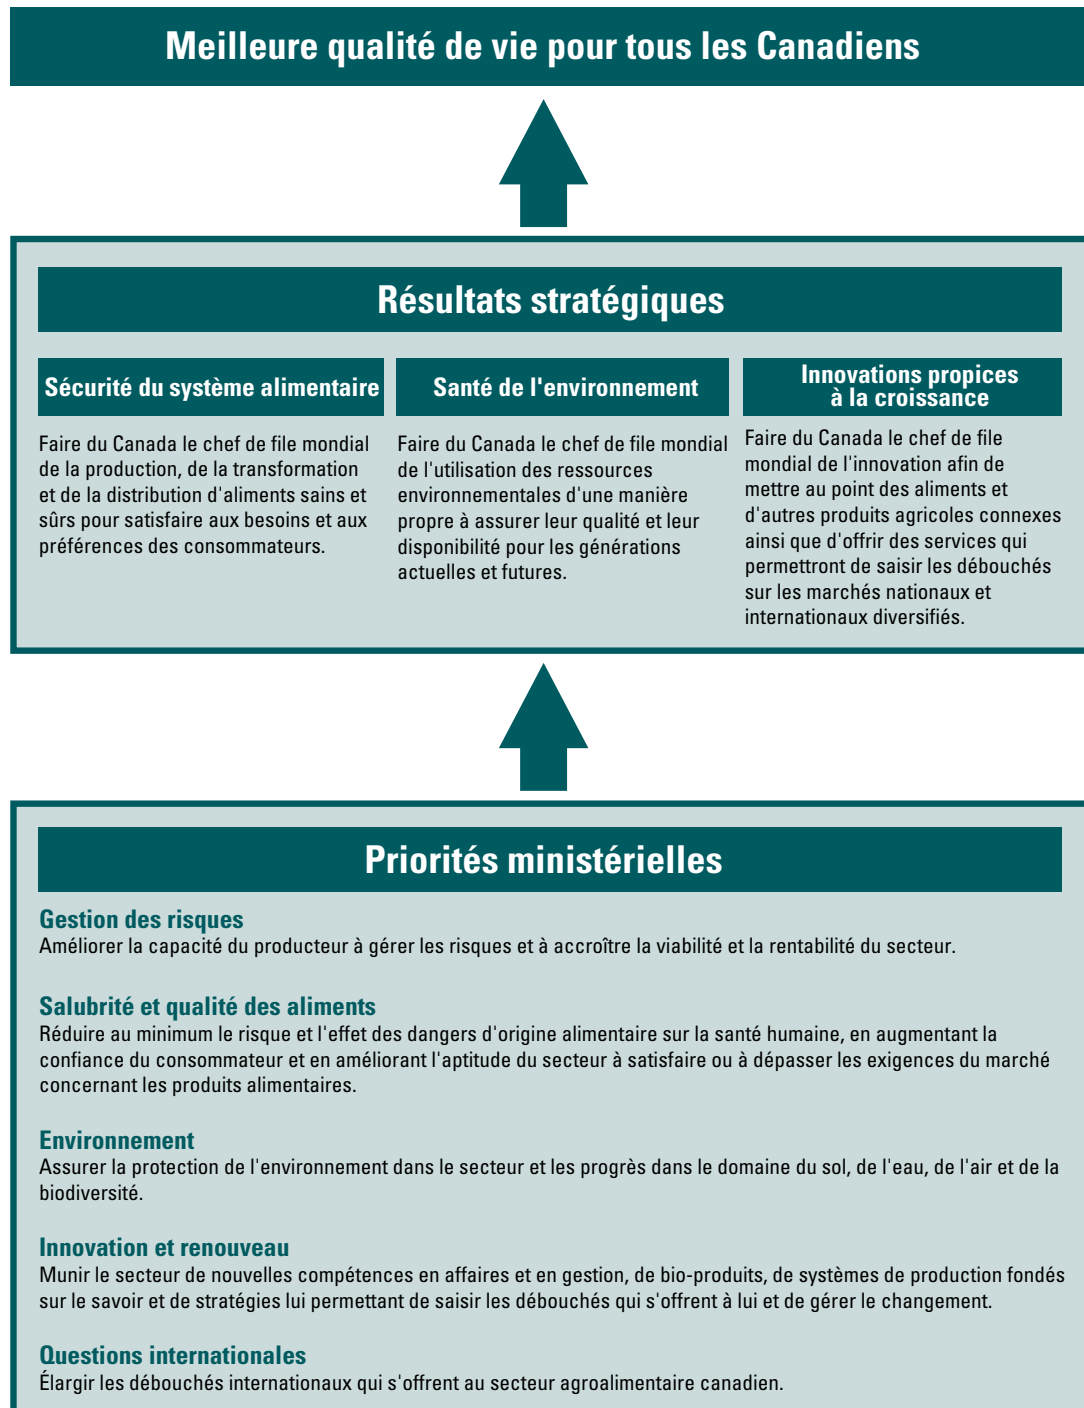 Meilleure qualité de vie pour tous les Canadiens
Résultats stratégiques
Sécurité du système alimentaire
Faire du Canada le chef de file mondial
de la production, de la transformation
et de la distribution d'aliments sains et
sûrs pour satisfaire aux besoins et aux
préférences des consommateurs.
Santé de l'environnement
Faire du Canada le chef de file mondial
de l'utilisation des ressources
environnementales d'une manière
propre à assurer leur qualité et leur
disponibilité pour les générations
actuelles et futures.
Innovations propices
à la croissance
Faire du Canada le chef de file
mondial de l'innovation afin de
mettre au point des aliments et
d'autres produits agricoles connexes
ainsi que d'offrir des services qui
permettront de saisir les débouchés
sur les marchés nationaux et
internationaux diversifiés.
Priorités ministérielles
Gestion des risques
Améliorer la capacité du producteur à gérer les risques et à accroître la viabilité et la rentabilité du secteur.
Salubrité et qualité des aliments
Réduire au minimum le risque et l'effet des dangers d'origine alimentaire sur la santé humaine, en augmentant la
confiance du consommateur et en améliorant l'aptitude du secteur à satisfaire ou à dépasser les exigences du marché
concernant les produits alimentaires.
Environnement
Assurer la protection de l'environnement dans le secteur et les progrès dans le domaine du sol, de l'eau, de l'air et de la
biodiversité.
Innovation et renouveau
Munir le secteur de nouvelles compétences en affaires et en gestion, de bio-produits, de systèmes de production fondés
sur le savoir et de stratégies lui permettant de saisir les débouchés qui s'offrent à lui et de gérer le changement.
Questions internationales
Élargir les débouchés internationaux qui s'offrent au secteur agroalimentaire canadien.